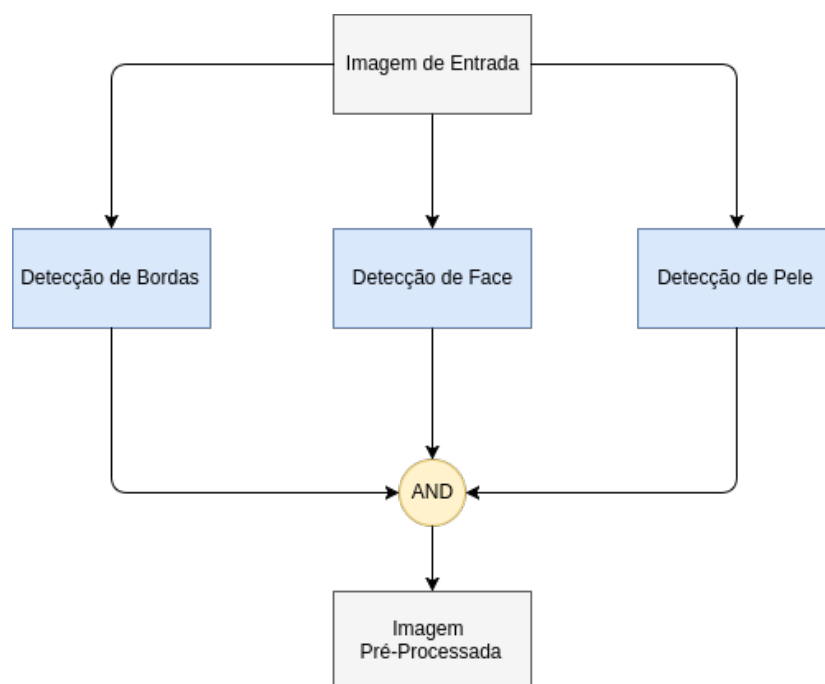 Imagem de Entrada
Detecção de Bordas
Detecção de Face
Detecção de Pele
AND
Imagem
Pré-Processada